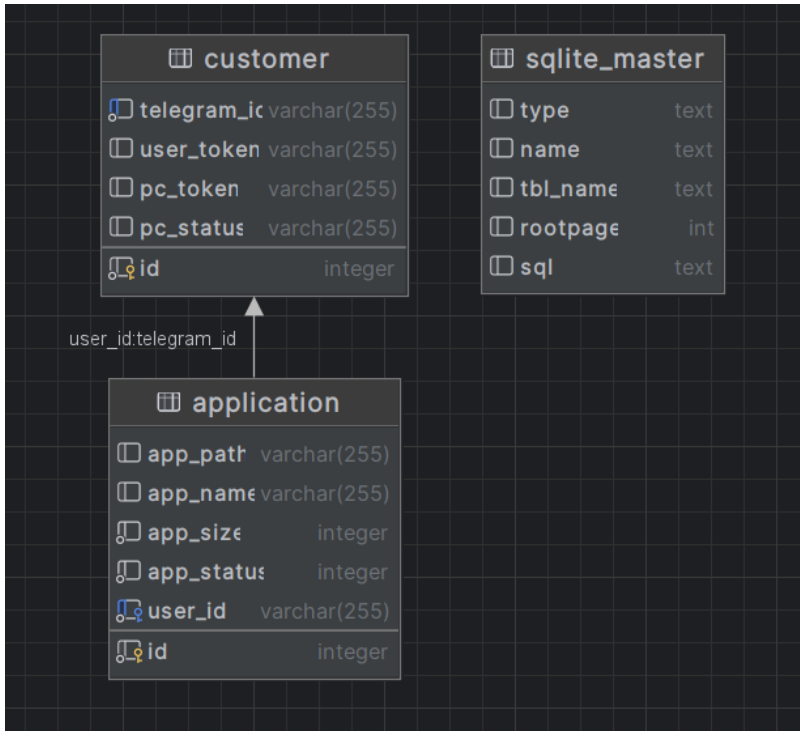 customer
telegram_id varchar(255)
user_token varchar(255)
pc_token varchar(255)
pc_status varchar(255)
id integer
sqlite_master
type text
name text
tbl_name text
rootpage int
sql text
user_id:telegram_id
application
app_path varchar(255)
app_name varchar(255)
app_size integer
app_status integer
user_id varchar(255)
id integer